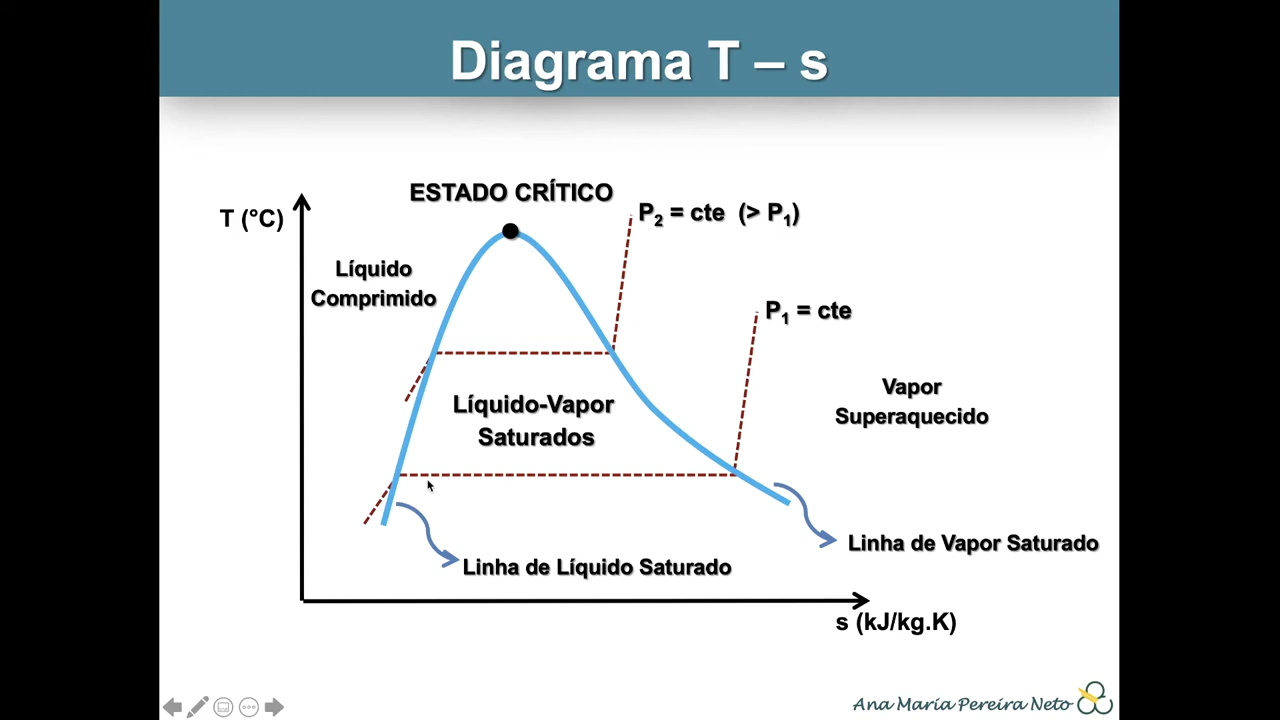 Diagrama T – s
ESTADO CRÍTICO
T (°C)
P₂ = cte (> P₁)
Líquido
Comprimido
P₁ = cte
Vapor
Superaquecido
Líquido-Vapor
Saturados
Linha de Vapor Saturado
Linha de Líquido Saturado
s (kJ/kg.K)
Ana Maria Pereira Neto